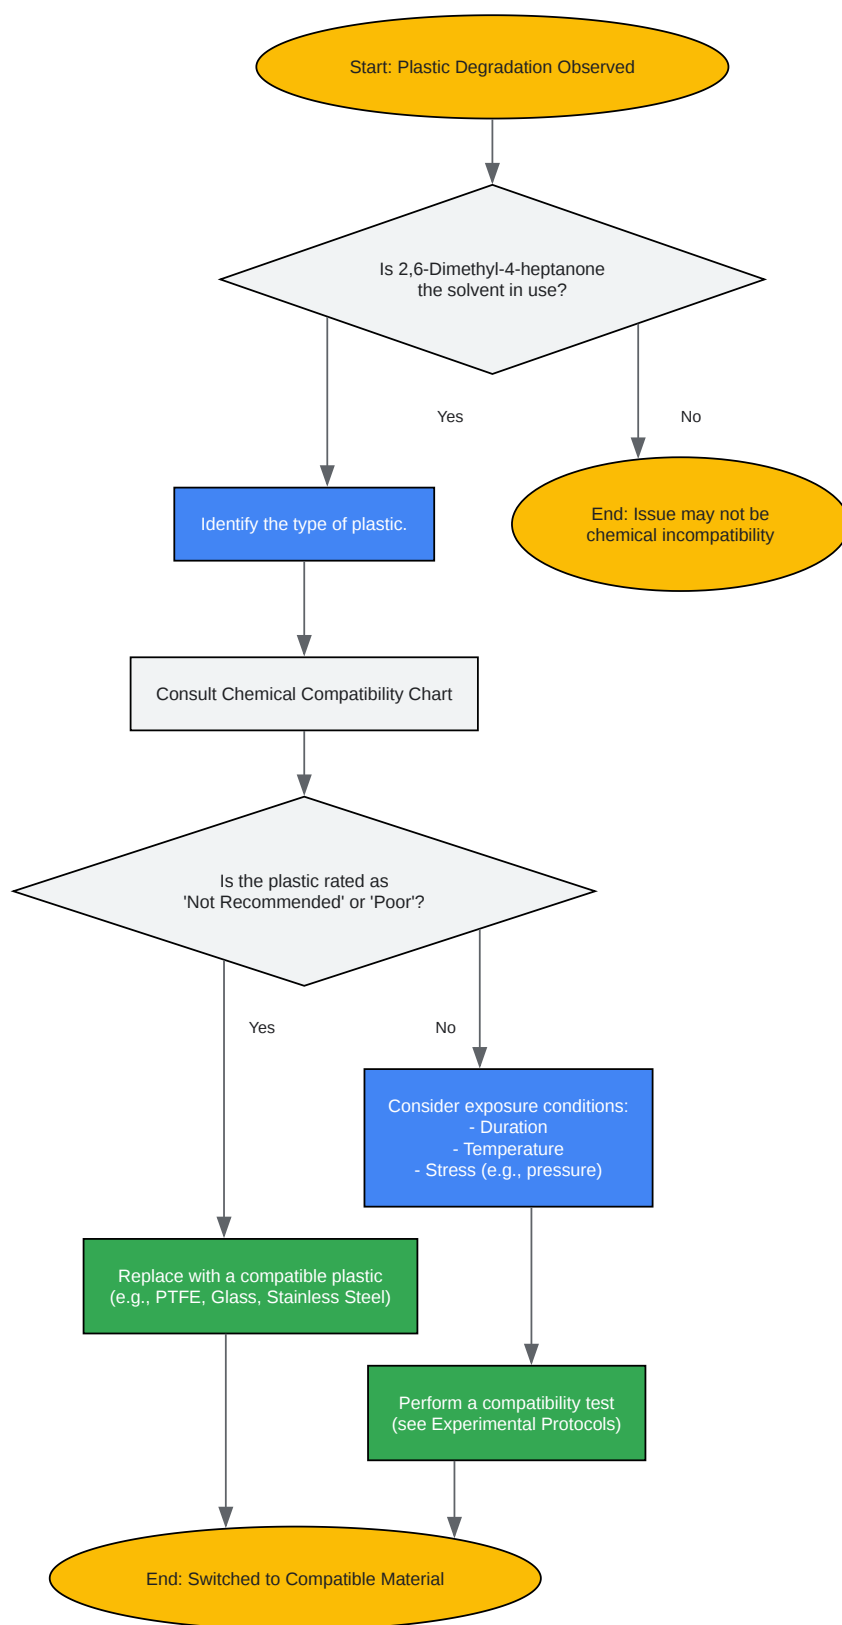 Start: Plastic Degradation Observed
Is 2,6-Dimethyl-4-heptanone
the solvent in use?
Yes
No
Identify the type of plastic.
End: Issue may not be
chemical incompatibility
Consult Chemical Compatibility Chart
Is the plastic rated as
'Not Recommended' or 'Poor'?
Yes
No
Consider exposure conditions:
- Duration
- Temperature
- Stress (e.g., pressure)
Replace with a compatible plastic
(e.g., PTFE, Glass, Stainless Steel)
Perform a compatibility test
(see Experimental Protocols)
End: Switched to Compatible Material